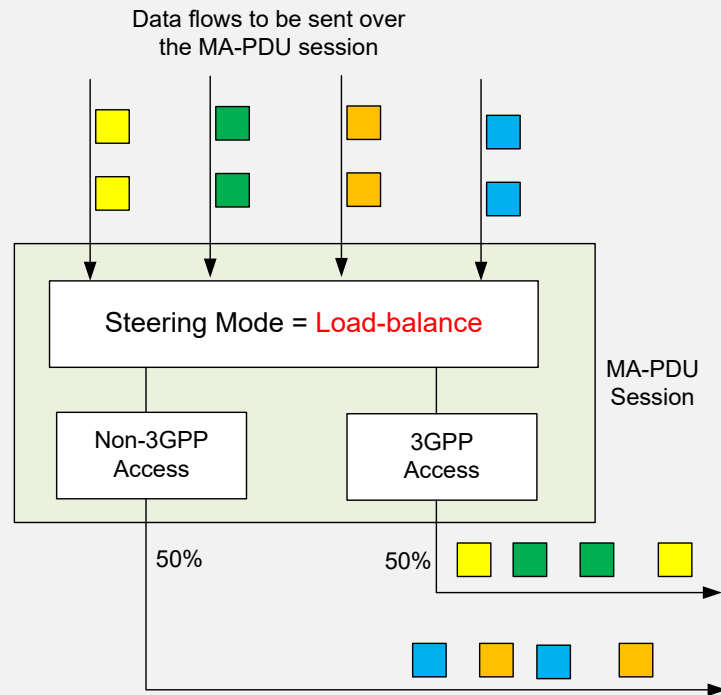 Data flows to be sent over
the MA-PDU session
Steering Mode = Load-balance
MA-PDU
Session
Non-3GPP
Access
3GPP
Access
50%
50%